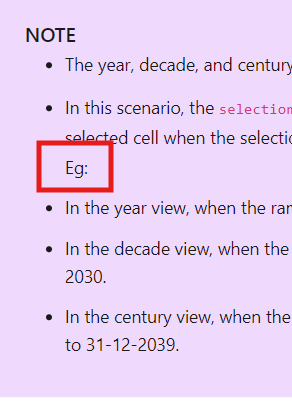 NOTE
• The year, decade, and century
• In this scenario, the selection
selected cell when the selectio
Eg:
• In the year view, when the ran
• In the decade view, when the
2030.
• In the century view, when the
to 31-12-2039.